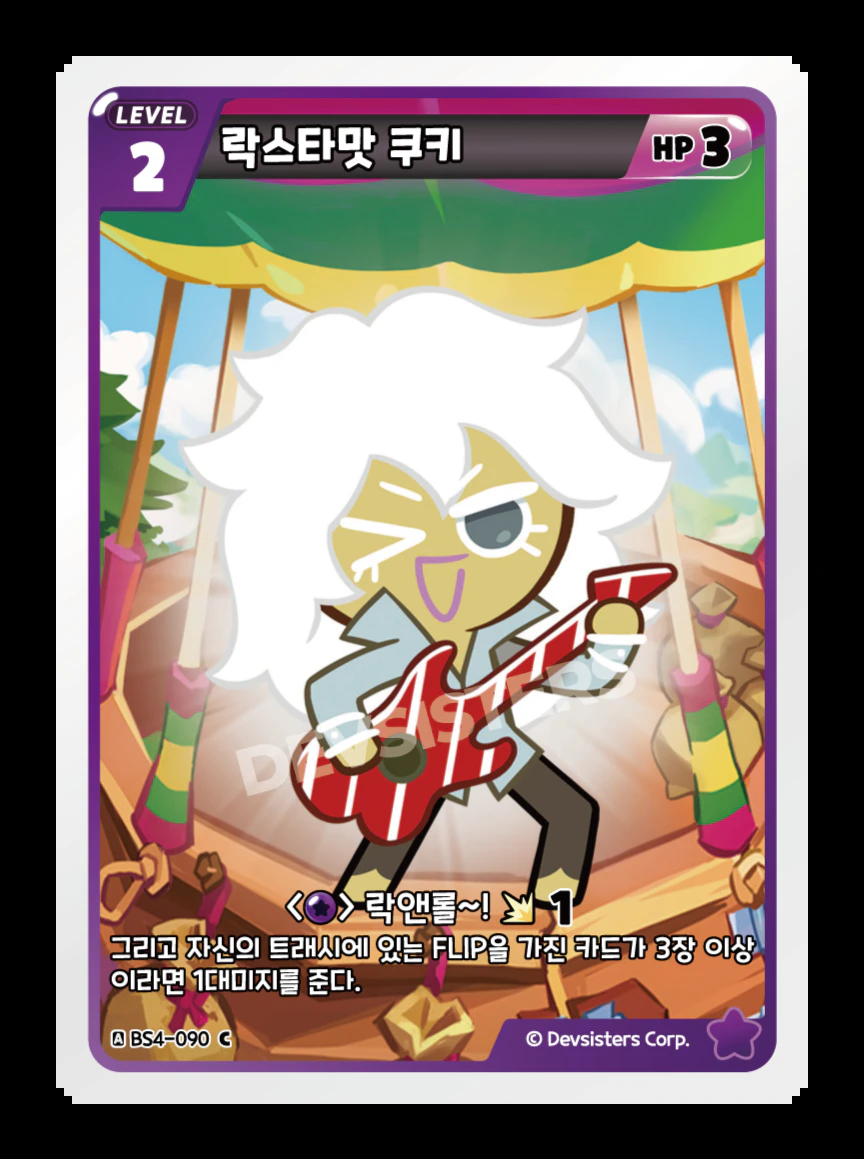 LEVEL
2
락스타맛 쿠키
HP 3
DEVSISTERS
< > 락앤롤~! 1
그리고 자신의 트래시에 있는 FLIP을 가진 카드가 3장 이상
이라면 1대미지를 준다.
A BS4-090 C
© Devsisters Corp.